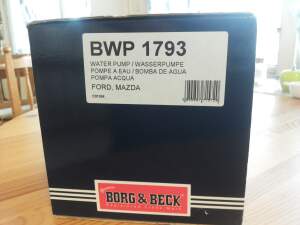 BWP 1793
WATER PUMP / WASSERPUMPE
POMPE A EAU / BOMBA DE AGUA
POMPA ACQUA
FORD, MAZDA
BORG & BECK